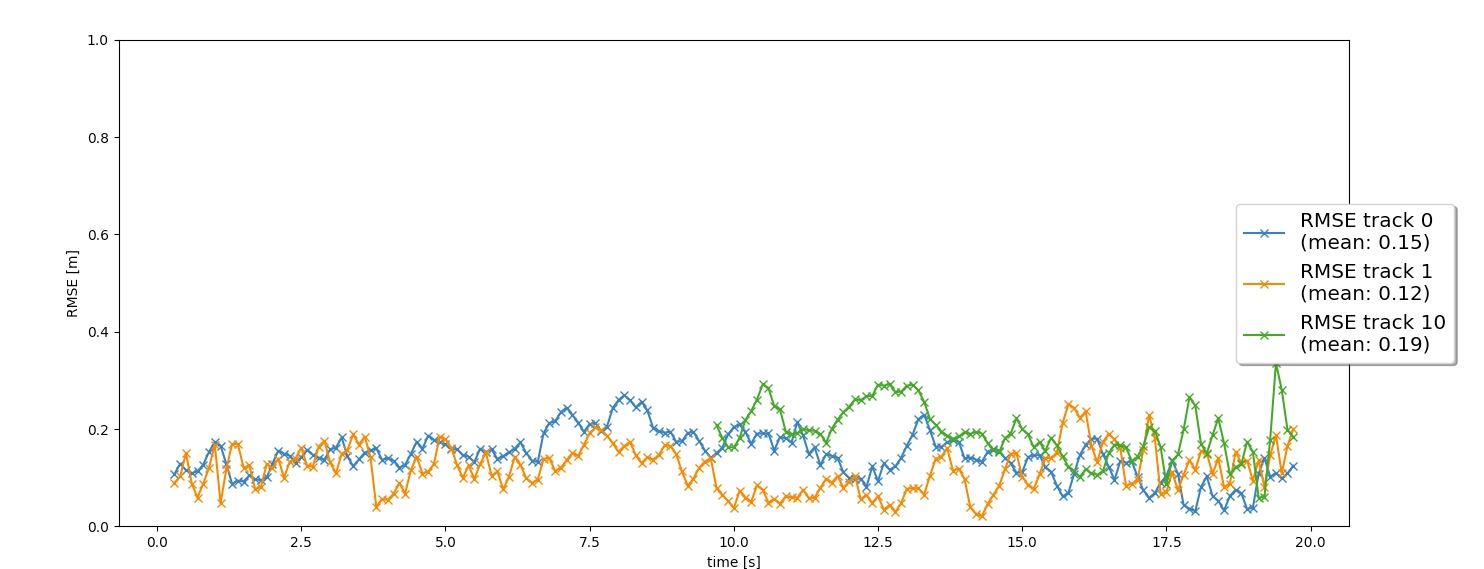 1.0
0.8
0.6
0.4
0.2
0.0
RMSE [m]
0.0 2.5 5.0 7.5 10.0 12.5 15.0 17.5 20.0
time [s]
RMSE track 0
(mean: 0.15)
RMSE track 1
(mean: 0.12)
RMSE track 10
(mean: 0.19)